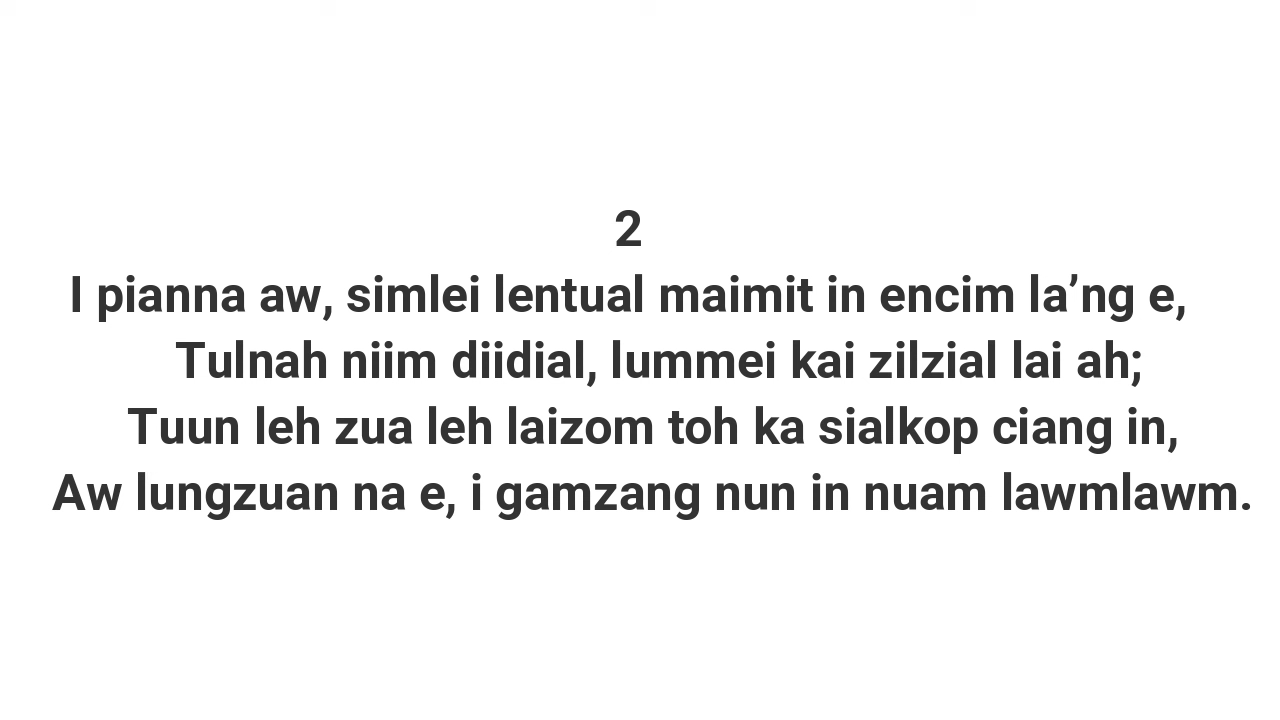 2
I pianna aw, simlei lentual maimit in encim la’ng e,
Tulnah niim diidial, lummei kai zilzial lai ah;
Tuun leh zua leh laizom toh ka sialkop ciang in,
Aw lungzuan na e, i gamzang nun in nuam lawmlawm.